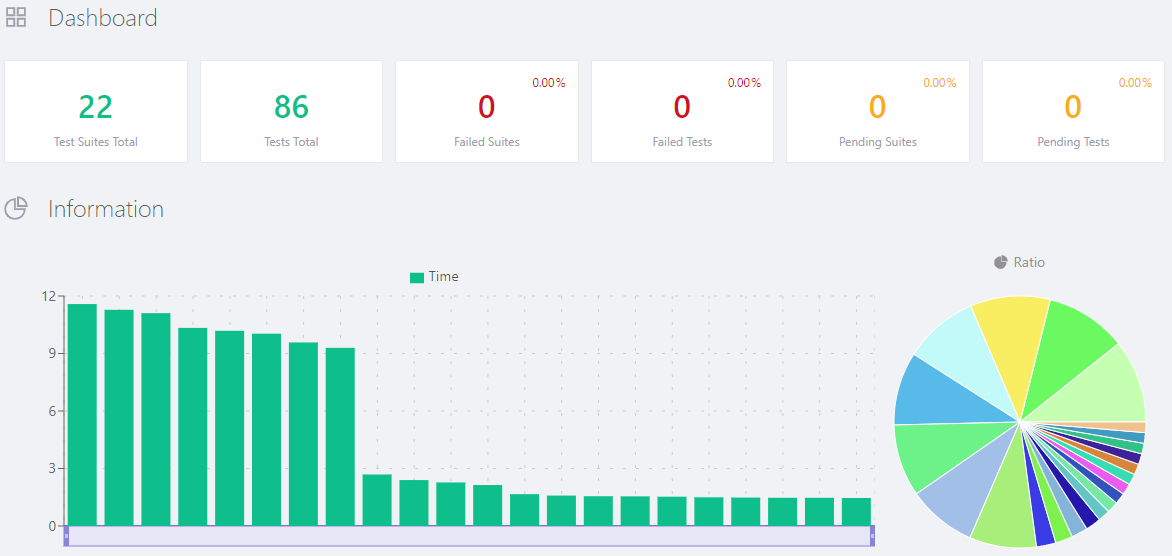 Dashboard
0.00% 0.00% 0.00% 0.00%
22 86 0 0 0 0
Test Suites Total Tests Total Failed Suites Failed Tests Pending Suites Pending Tests
Information
Ratio
Time
12
9
6
3
0